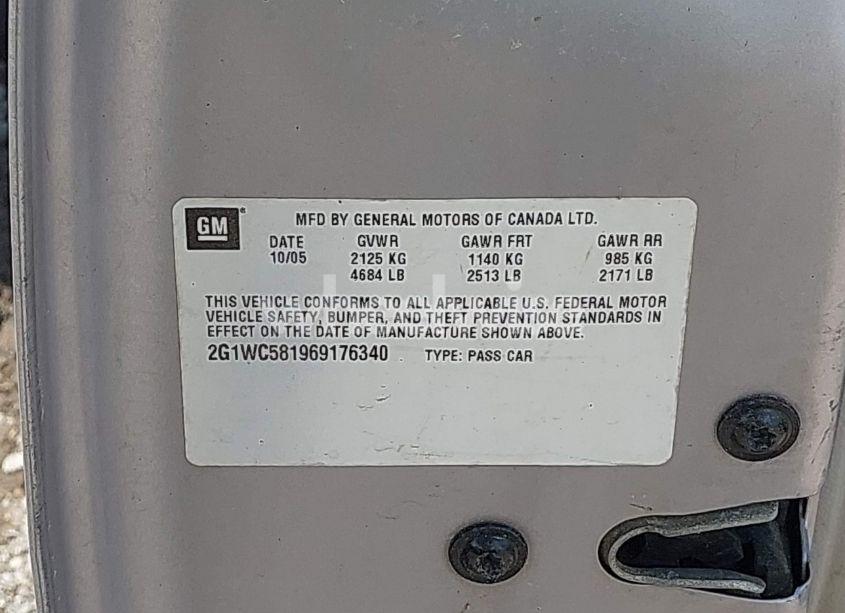 GM
MFD BY GENERAL MOTORS OF CANADA LTD.
DATE GVWR GAWR FRT GAWR RR
10/05 2125 KG 1140 KG 985 KG
4684 LB 2513 LB 2171 LB
THIS VEHICLE CONFORMS TO ALL APPLICABLE U.S. FEDERAL MOTOR
VEHICLE SAFETY, BUMPER, AND THEFT PREVENTION STANDARDS IN
EFFECT ON THE DATE OF MANUFACTURE SHOWN ABOVE.
2G1WC581969176340 TYPE: PASS CAR